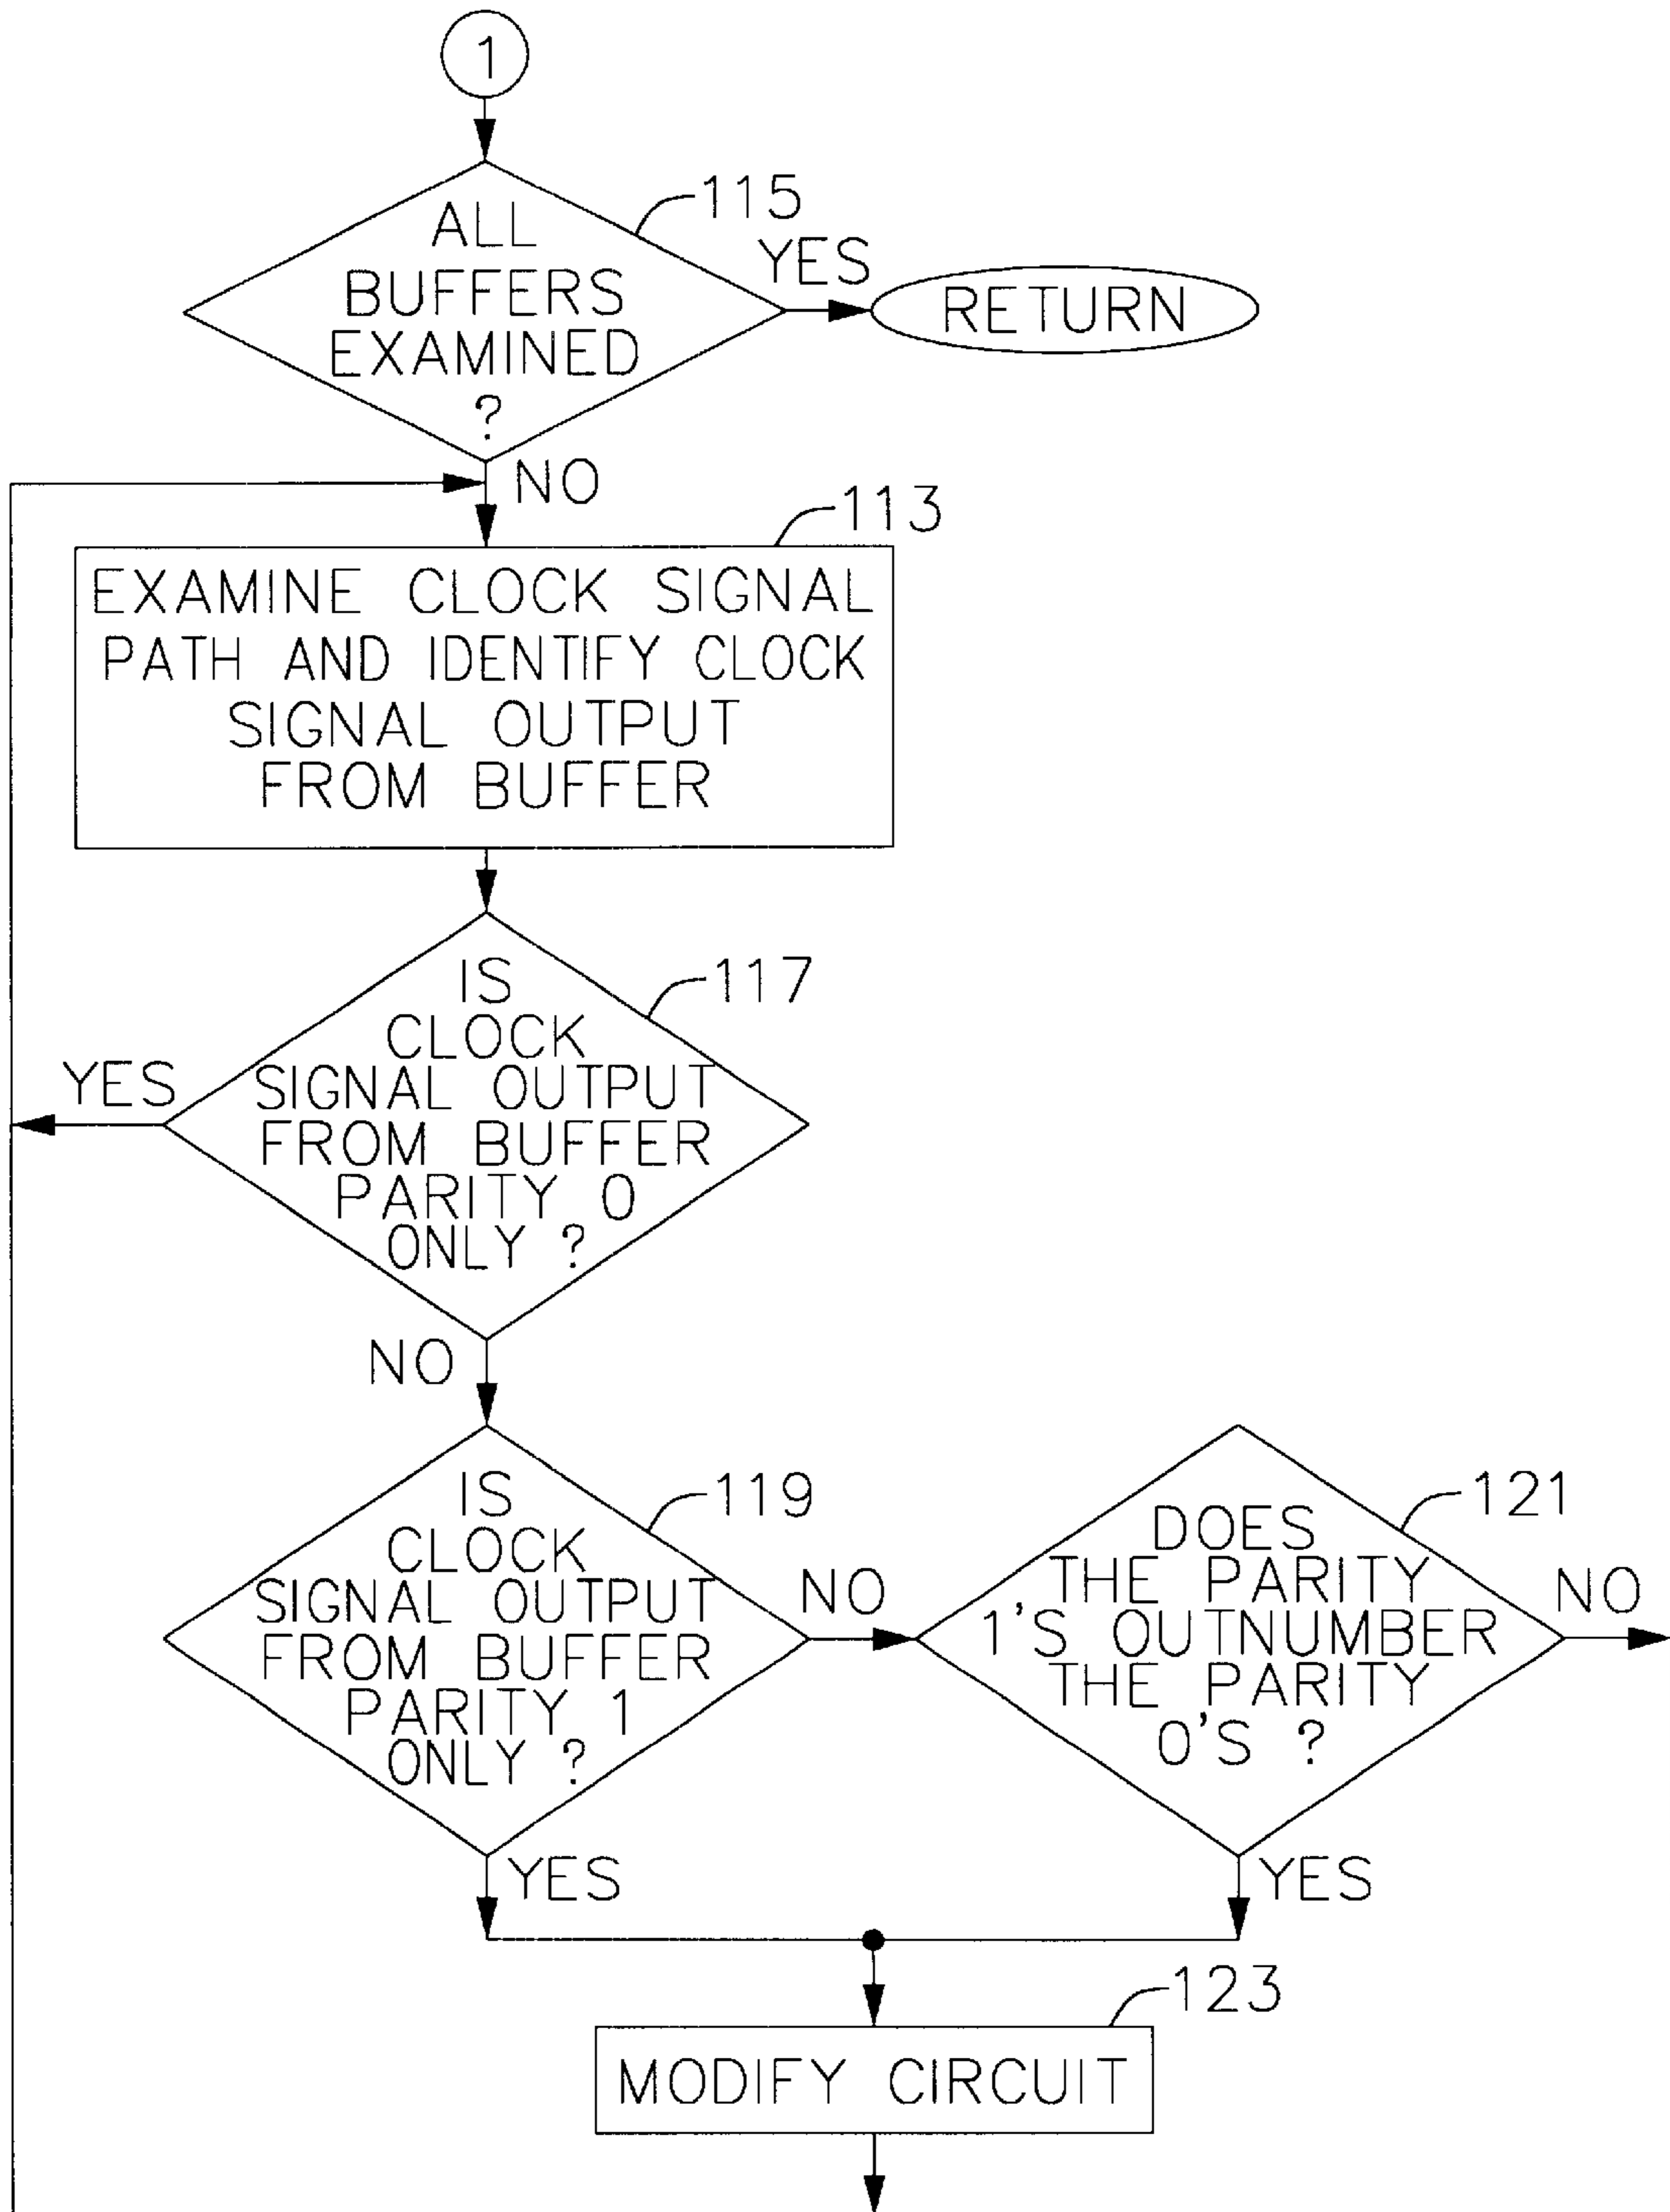 1
ALL
BUFFERS
EXAMINED
?
115
YES
RETURN
NO
113
EXAMINE CLOCK SIGNAL
PATH AND IDENTIFY CLOCK
SIGNAL OUTPUT
FROM BUFFER
IS
CLOCK
SIGNAL OUTPUT
FROM BUFFER
PARITY 0
ONLY ?
117
YES
NO
IS
CLOCK
SIGNAL OUTPUT
FROM BUFFER
PARITY 1
ONLY ?
119
NO
YES
DOES
THE PARITY
1'S OUTNUMBER
THE PARITY
0'S ?
121
NO
YES
123
MODIFY CIRCUIT